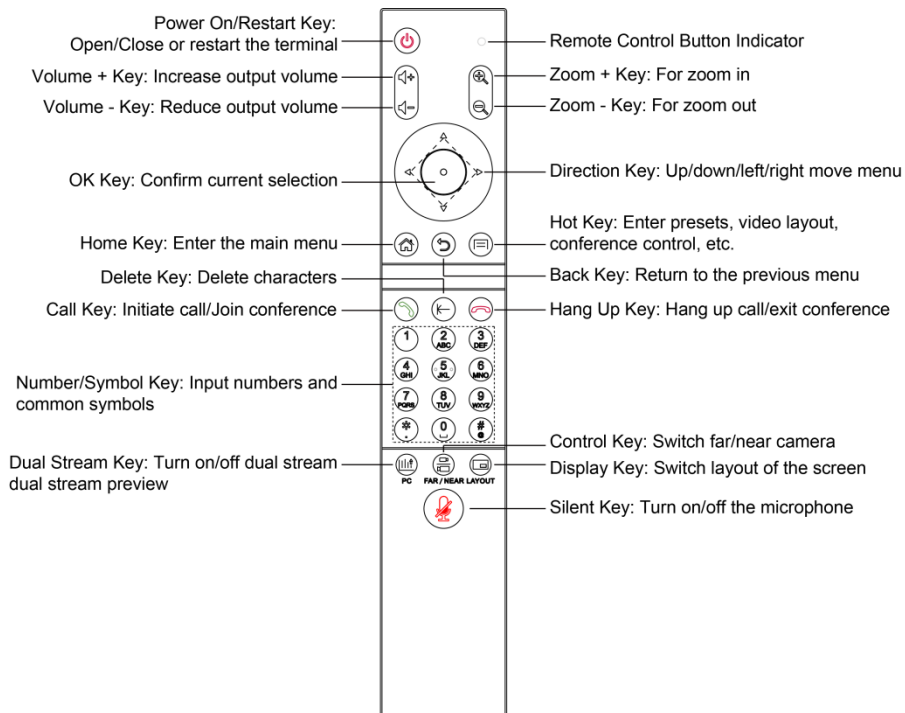 Power On/Restart Key:
Open/Close or restart the terminal
Remote Control Button Indicator
Volume + Key: Increase output volume
Zoom + Key: For zoom in
Volume - Key: Reduce output volume
Zoom - Key: For zoom out
OK Key: Confirm current selection
Direction Key: Up/down/left/right move menu
Home Key: Enter the main menu
Hot Key: Enter presets, video layout,
conference control, etc.
Delete Key: Delete characters
Back Key: Return to the previous menu
Call Key: Initiate call/Join conference
Hang Up Key: Hang up call/exit conference
1
2
ABC
3
DEF
4
GHI
5
JKL
6
MNO
7
PQRS
8
TUV
9
WXYZ
*
.
0
#
@
Number/Symbol Key: Input numbers and
common symbols
Control Key: Switch far/near camera
Dual Stream Key: Turn on/off dual stream
dual stream preview
Display Key: Switch layout of the screen
PC
FAR / NEAR
LAYOUT
Silent Key: Turn on/off the microphone